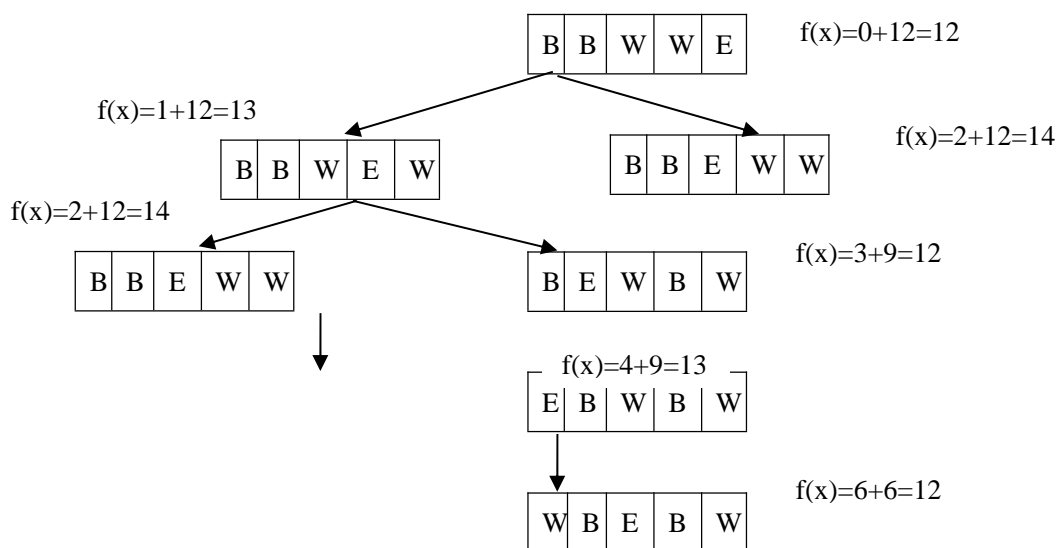 B B W W E
f(x)=0+12=12
f(x)=1+12=13
f(x)=2+12=14
B B W E W
B B E W W
f(x)=2+12=14
f(x)=3+9=12
B B E W W
B E W B W
f(x)=4+9=13
E B W B W
f(x)=6+6=12
W B E B W